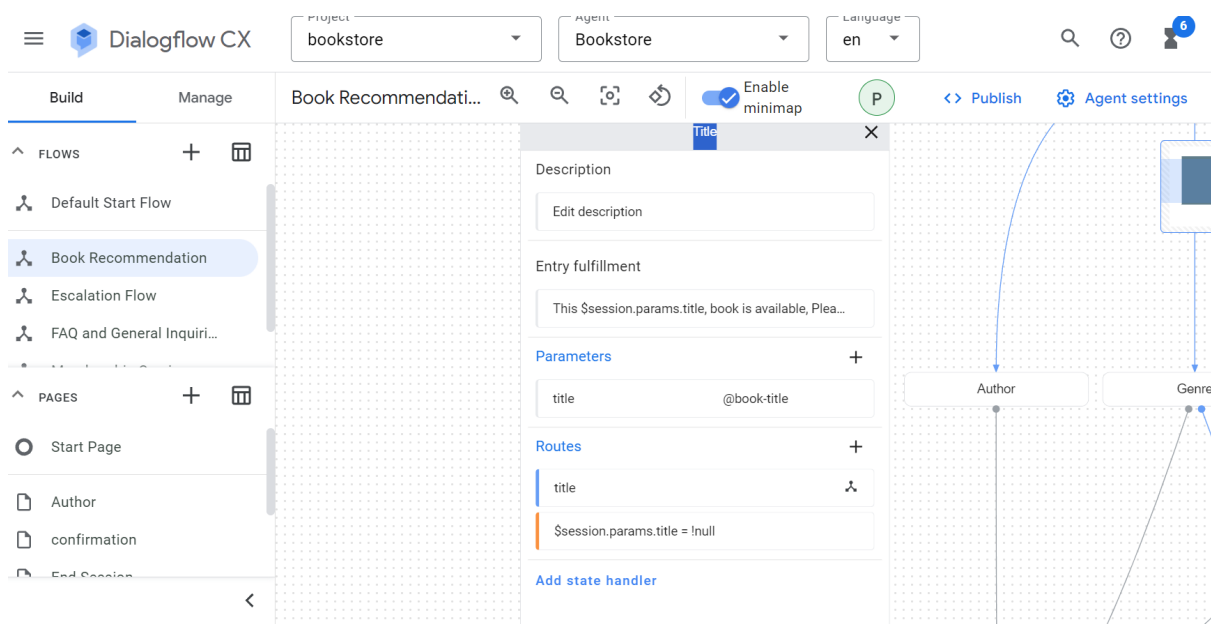 Project
Agent
Language
Dialogflow CX
bookstore
Bookstore
en
6
Build
Manage
Book Recommendati...
Enable
minimap
P
Publish
Agent settings
FLOWS
Default Start Flow
Book Recommendation
Escalation Flow
FAQ and General Inquiri...
PAGES
Start Page
Author
confirmation
End Session
Title
Description
Edit description
Entry fulfillment
This $session.params.title, book is available, Plea...
Parameters
title @book-title
Routes
title
$session.params.title = !null
Add state handler
Author
Genre